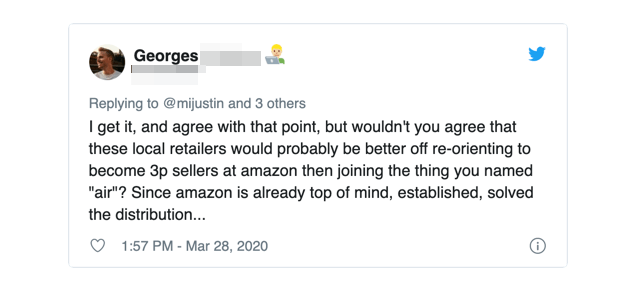 Georges
Replying to @mijustin and 3 others
I get it, and agree with that point, but wouldn't you agree that
these local retailers would probably be better off re-orienting to
become 3p sellers at amazon then joining the thing you named
"air"? Since amazon is already top of mind, established, solved
the distribution...
1:57 PM - Mar 28, 2020